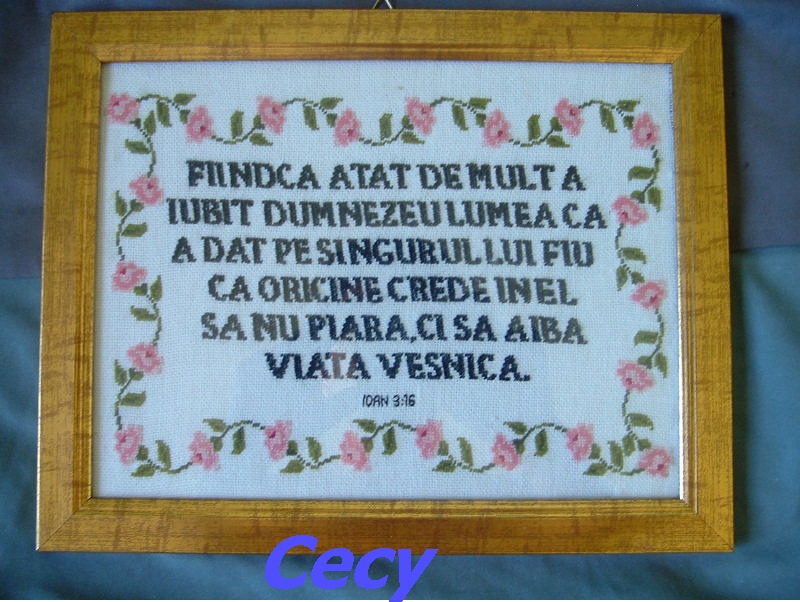 FIINDCA ATAT DE MULT A
IUBIT DUMNEZEU LUMEA CA
A DAT PE SINGURUL LUI FIU
CA ORICINE CREDE IN EL
SA NU PIARA, CI SA AIBA
VIATA VESNICA.
IOAN 3:16
Cecy